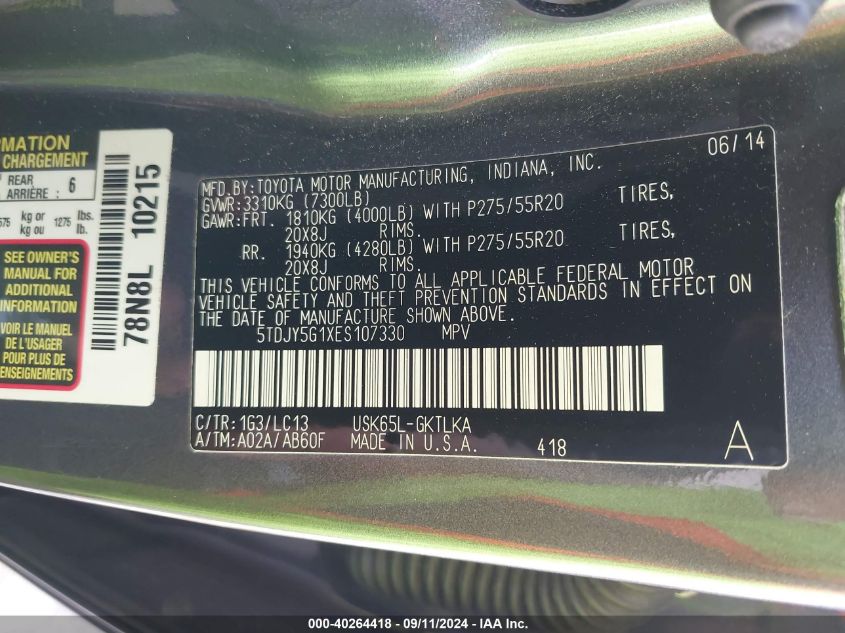 RMATION
CHARGEMENT
REAR
ARRIÈRE : 6
575 kg or 1275 lbs.
kg ou lb.
SEE OWNER'S
MANUAL FOR
ADDITIONAL
INFORMATION
VOIR LE MANUEL
DE L'USAGER
POUR PLUS DE
RENSEIGNEMENTS
78N8L 10215
06/14
MFD.BY:TOYOTA MOTOR MANUFACTURING, INDIANA, INC.
GVWR:3310KG (7300LB)
GAWR:FRT. 1810KG (4000LB) WITH P275/55R20 TIRES,
20X8J RIMS.
RR. 1940KG (4280LB) WITH P275/55R20 TIRES,
20X8J RIMS.
THIS VEHICLE CONFORMS TO ALL APPLICABLE FEDERAL MOTOR
VEHICLE SAFETY AND THEFT PREVENTION STANDARDS IN EFFECT ON
THE DATE OF MANUFACTURE SHOWN ABOVE.
5TDJY5G1XES107330 MPV
C/TR:1G3/LC13 USK65L-GKTLKA
A/TM:A02A/AB60F MADE IN U.S.A. 418 A
000-40264418 - 09/11/2024 - IAA Inc.